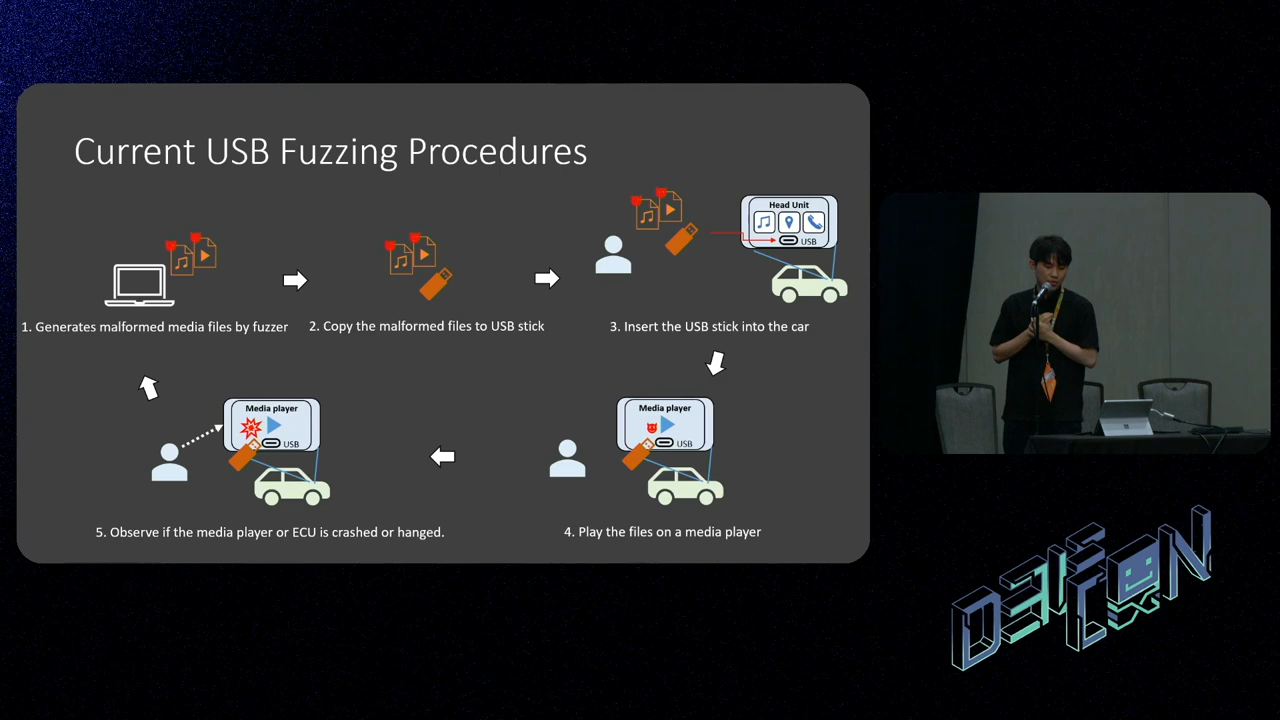 Current USB Fuzzing Procedures
Head Unit
USB
1. Generates malformed media files by fuzzer
2. Copy the malformed files to USB stick
3. Insert the USB stick into the car
Media player
USB
5. Observe if the media player or ECU is crashed or hanged.
Media player
USB
4. Play the files on a media player
DEF CON